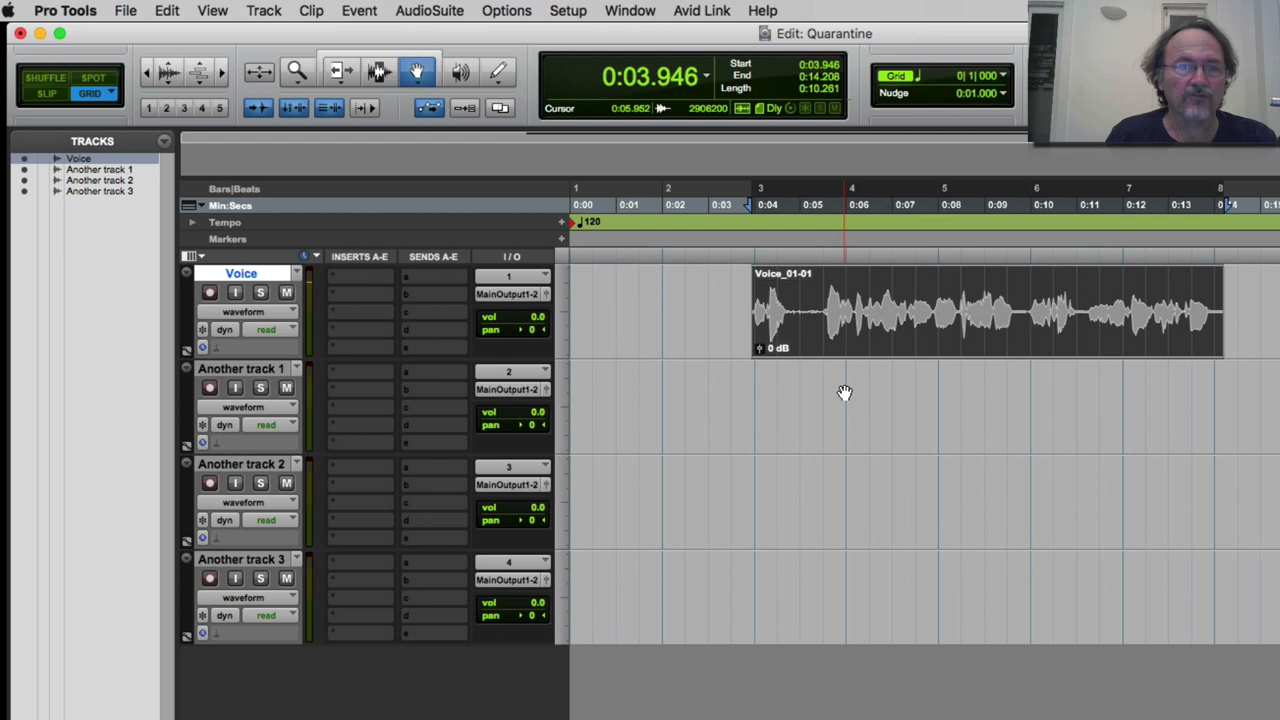 Pro Tools File Edit View Track Clip Event AudioSuite Options Setup Window Avid Link Help
Edit: Quarantine
SHUFFLE SPOT
SLIP GRID
1 2 3 4 5
0:03.946
Start 0:03.946
End 0:14.208
Length 0:10.261
Cursor 0:05.952 2906200 Dly
Grid 0| 1| 000
Nudge 0:01.000
TRACKS
Voice
Another track 1
Another track 2
Another track 3
Bars|Beats 1 2 3 4 5 6 7 8
Min:Secs 0:00 0:01 0:02 0:03 0:04 0:05 0:06 0:07 0:08 0:09 0:10 0:11 0:12 0:13
Tempo 120
Markers
INSERTS A-E SENDS A-E I / O
Voice
I S M
waveform
dyn read
a
b
c
d
e
1
MainOutput1-2
vol 0.0
pan 0
Voice_01-01
0 dB
Another track 1
I S M
waveform
dyn read
a
b
c
d
e
2
MainOutput1-2
vol 0.0
pan 0
Another track 2
I S M
waveform
dyn read
a
b
c
d
e
3
MainOutput1-2
vol 0.0
pan 0
Another track 3
I S M
waveform
dyn read
a
b
c
d
e
4
MainOutput1-2
vol 0.0
pan 0